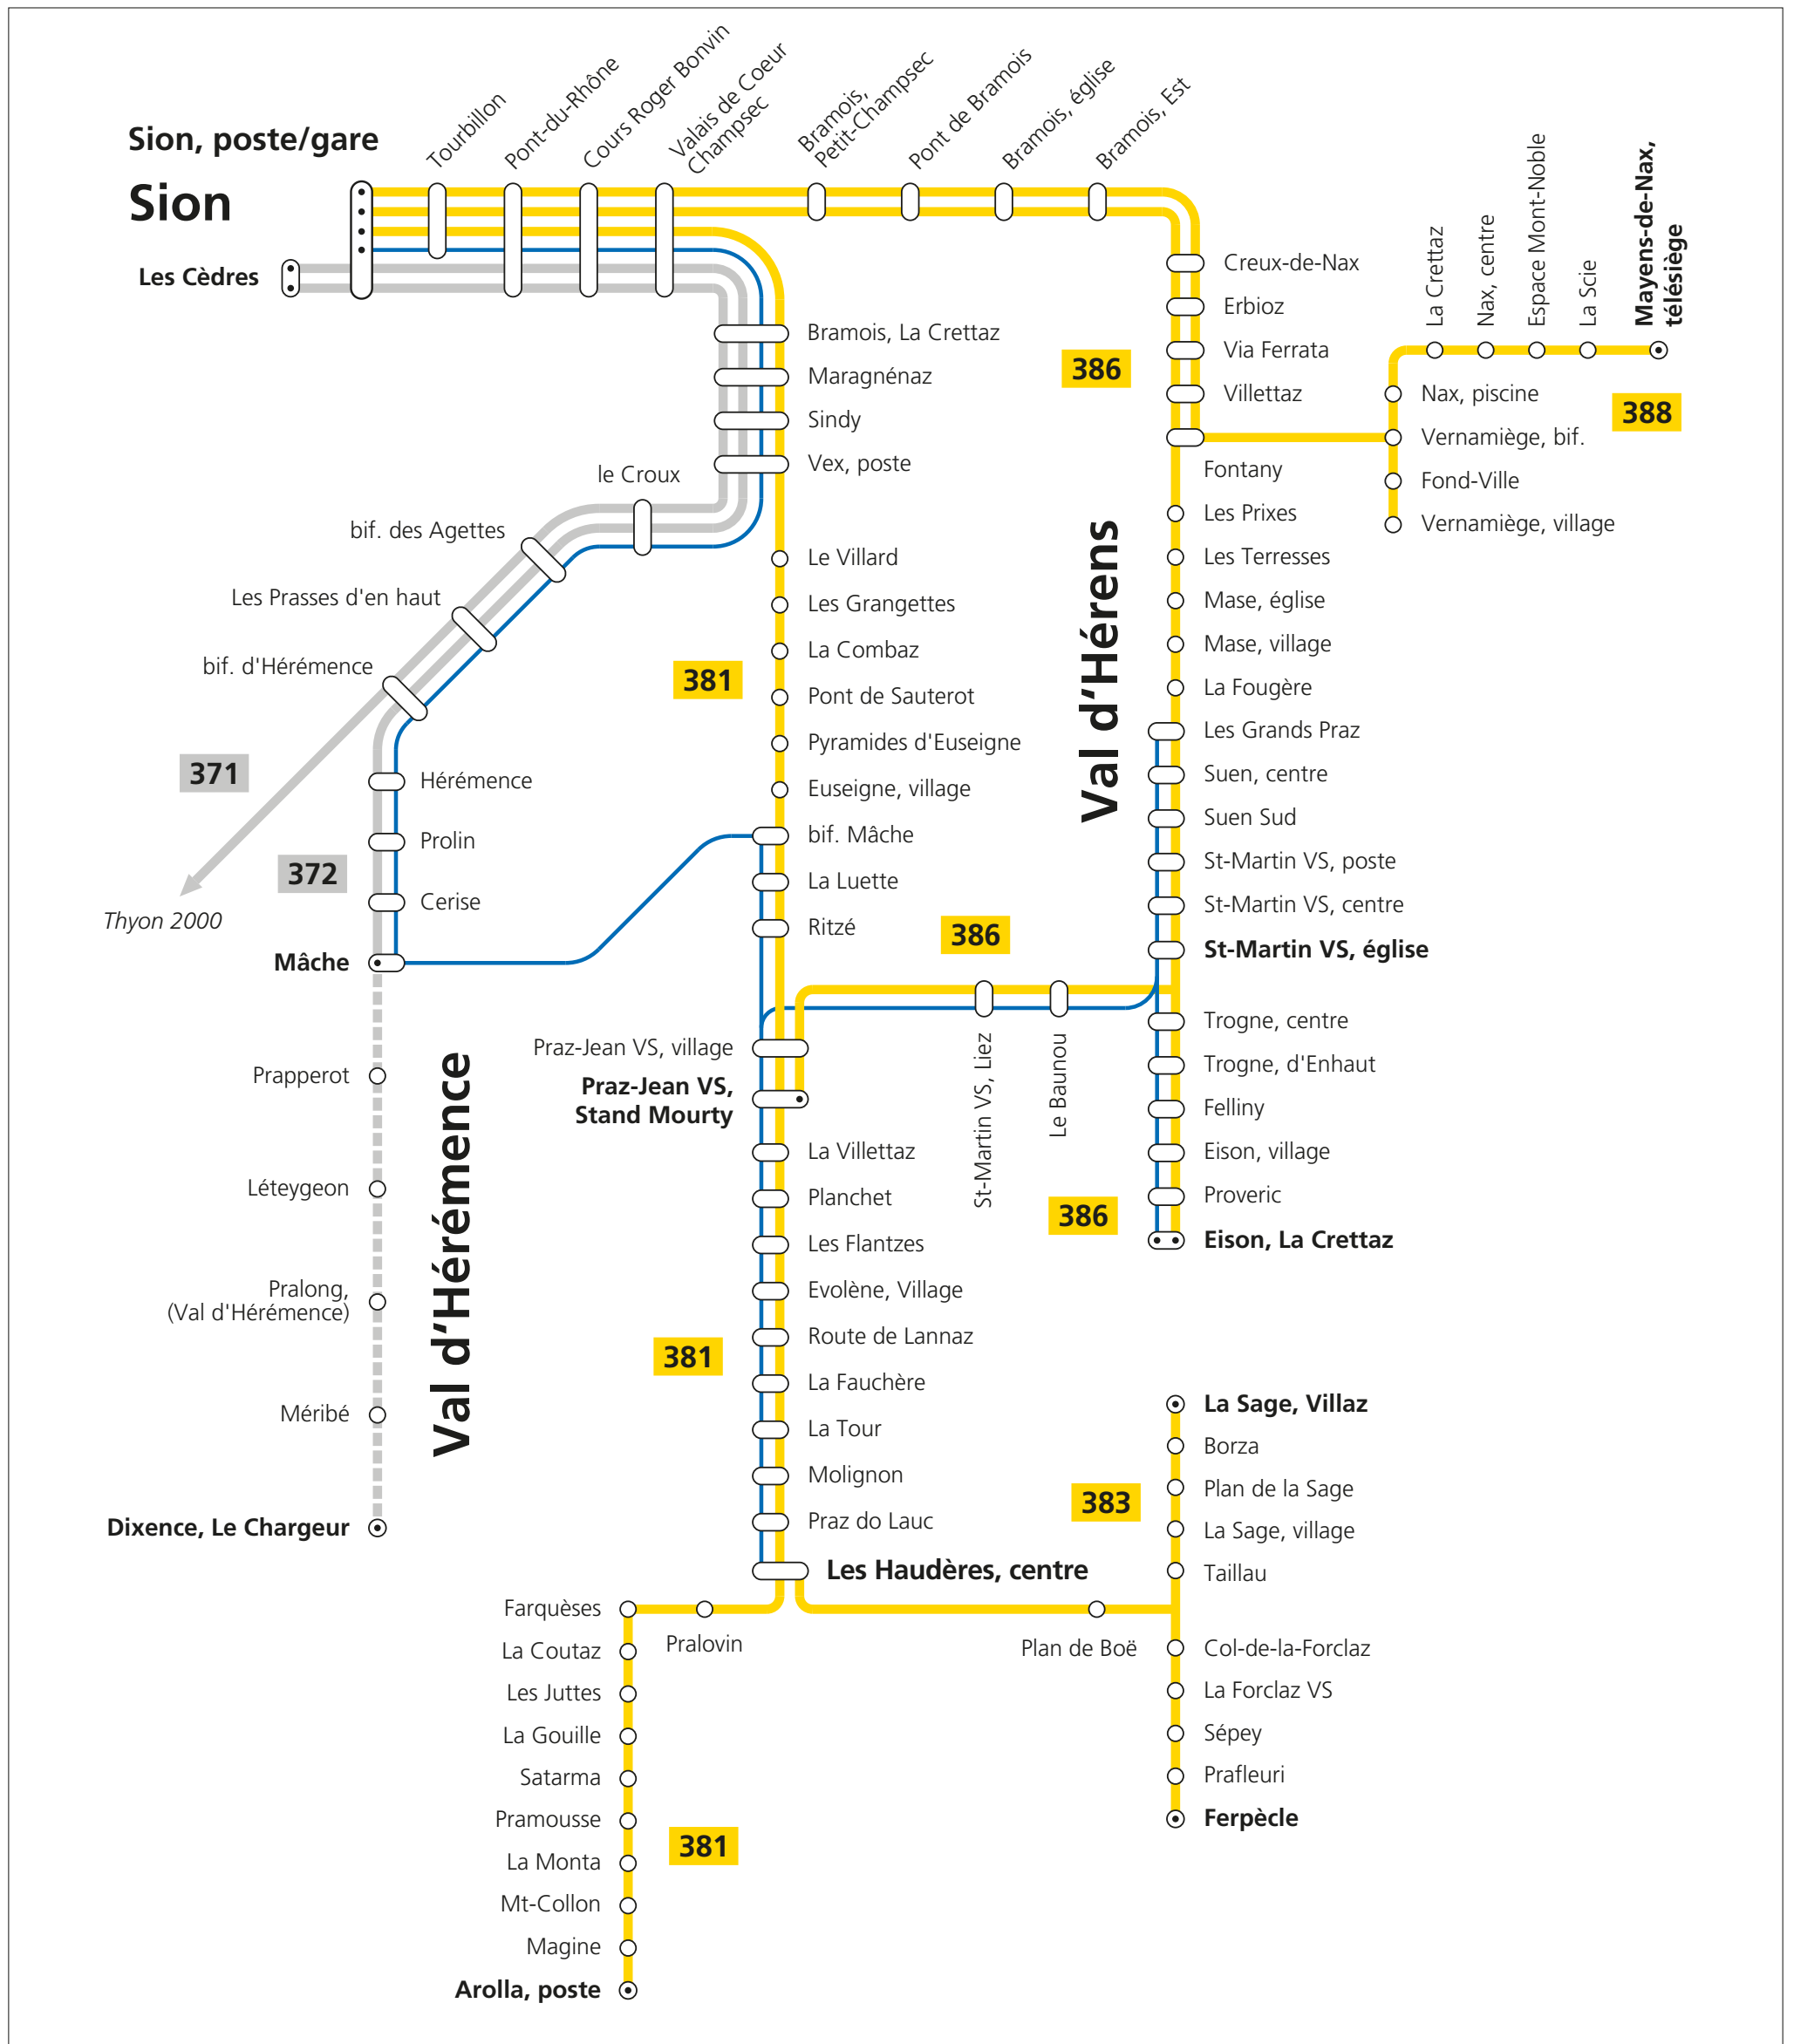 Sion, poste/gare
Sion
Les Cèdres
Tourbillon
Pont-du-Rhône
Cours Roger Bonvin
Valais de Coeur
Champsec
Bramois,
Petit-Champsec
Pont de Bramois
Bramois, église
Bramois, Est
Creux-de-Nax
Erbioz
Via Ferrata
Villettaz
386
La Crettaz
Nax, centre
Espace Mont-Noble
La Scie
Mayens-de-Nax,
télésiège
388
Nax, piscine
Vernamiège, bif.
Fond-Ville
Vernamiège, village
Bramois, La Crettaz
Maragnénaz
Sindy
Vex, poste
le Croux
bif. des Agettes
Les Prasses d'en haut
bif. d'Hérémence
371
Thyon 2000
Hérémence
Prolin
372
Cerise
Mâche
Prapperot
Léteygeon
Pralong,
(Val d'Hérémence)
Méribé
Dixence, Le Chargeur
Val d‘Hérémence
Le Villard
Les Grangettes
La Combaz
381
Pont de Sauterot
Pyramides d'Euseigne
Euseigne, village
bif. Mâche
La Luette
Ritzé
Val d‘Hérens
Fontany
Les Prixes
Les Terresses
Mase, église
Mase, village
La Fougère
Les Grands Praz
Suen, centre
Suen Sud
St-Martin VS, poste
St-Martin VS, centre
St-Martin VS, église
386
St-Martin VS, Liez
Le Baunou
Trogne, centre
Trogne, d'Enhaut
Felliny
Eison, village
Proveric
386
Eison, La Crettaz
Praz-Jean VS, village
Praz-Jean VS,
Stand Mourty
La Villettaz
Planchet
Les Flantzes
Evolène, Village
Route de Lannaz
381
La Fauchère
La Tour
Molignon
Praz do Lauc
Les Haudères, centre
La Sage, Villaz
Borza
Plan de la Sage
383
La Sage, village
Taillau
Plan de Boë
Col-de-la-Forclaz
La Forclaz VS
Sépey
Prafleuri
Ferpècle
Pralovin
Farquèses
La Coutaz
Les Juttes
La Gouille
Satarma
Pramousse
381
La Monta
Mt-Collon
Magine
Arolla, poste